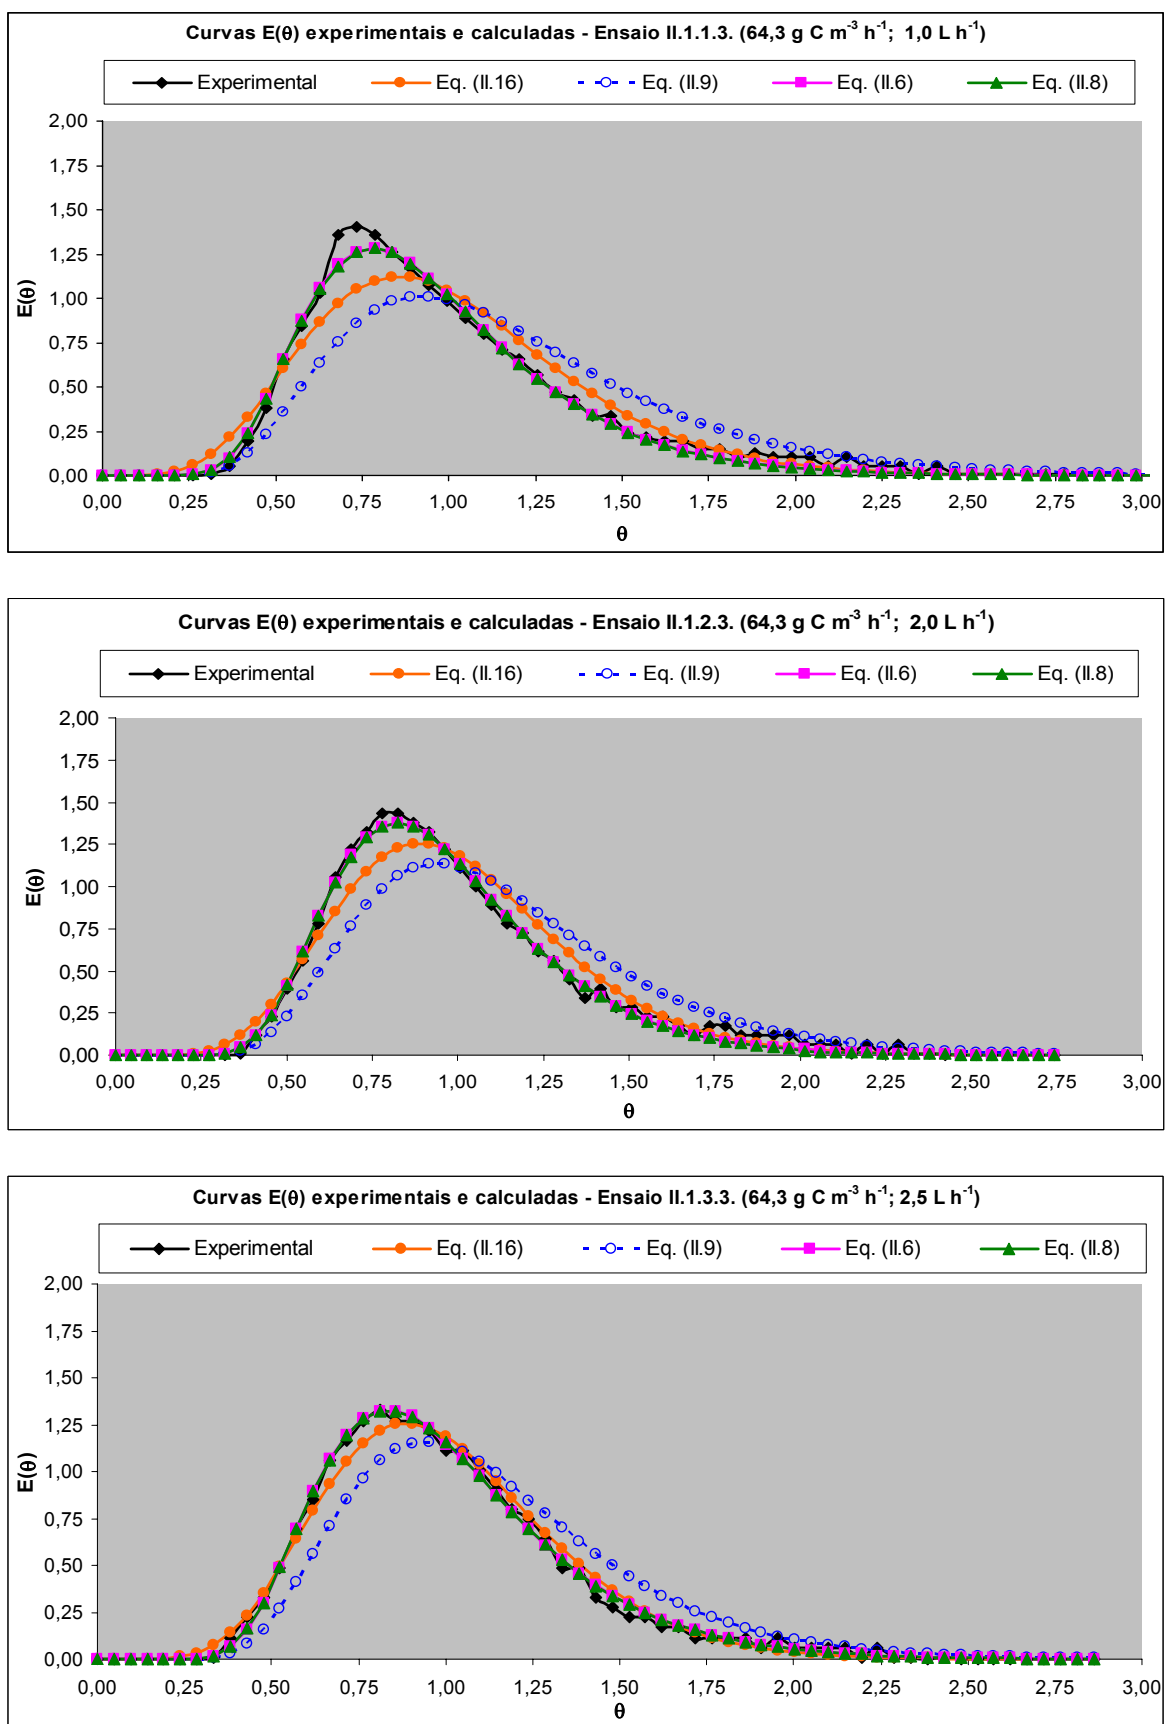 Curvas E(θ) experimentais e calculadas - Ensaio II.1.1.3. (64,3 g C m⁻³ h⁻¹; 1,0 L h⁻¹)
Experimental Eq. (II.16) Eq. (II.9) Eq. (II.6) Eq. (II.8)
2,00
1,75
1,50
1,25
1,00
0,75
0,50
0,25
0,00
E(θ)
0,00 0,25 0,50 0,75 1,00 1,25 1,50 1,75 2,00 2,25 2,50 2,75 3,00
θ
Curvas E(θ) experimentais e calculadas - Ensaio II.1.2.3. (64,3 g C m⁻³ h⁻¹; 2,0 L h⁻¹)
Experimental Eq. (II.16) Eq. (II.9) Eq. (II.6) Eq. (II.8)
2,00
1,75
1,50
1,25
1,00
0,75
0,50
0,25
0,00
E(θ)
0,00 0,25 0,50 0,75 1,00 1,25 1,50 1,75 2,00 2,25 2,50 2,75 3,00
θ
Curvas E(θ) experimentais e calculadas - Ensaio II.1.3.3. (64,3 g C m⁻³ h⁻¹; 2,5 L h⁻¹)
Experimental Eq. (II.16) Eq. (II.9) Eq. (II.6) Eq. (II.8)
2,00
1,75
1,50
1,25
1,00
0,75
0,50
0,25
0,00
E(θ)
0,00 0,25 0,50 0,75 1,00 1,25 1,50 1,75 2,00 2,25 2,50 2,75 3,00
θ